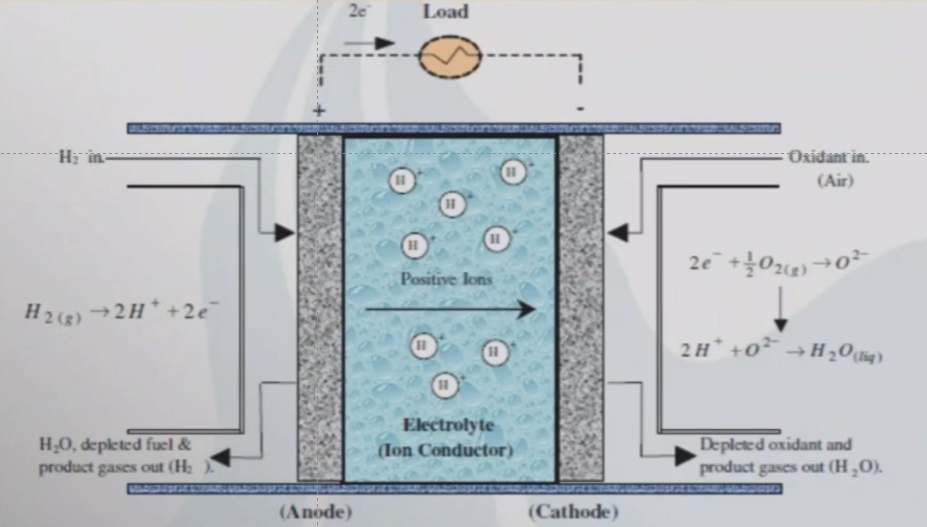 2e⁻
Load
+
-
H₂ in.
Oxidant in.
(Air)
H⁺
H⁺
H⁺
H⁺
H⁺
2e⁻ + ½O₂(g) → O²⁻
Positive Ions
H₂(g) → 2H⁺ + 2e⁻
2H⁺ + O²⁻ → H₂O(liq)
H⁺
H⁺
H⁺
Electrolyte
(Ion Conductor)
H₂O, depleted fuel &
product gases out (H₂ ).
Depleted oxidant and
product gases out (H₂O).
(Anode)
(Cathode)